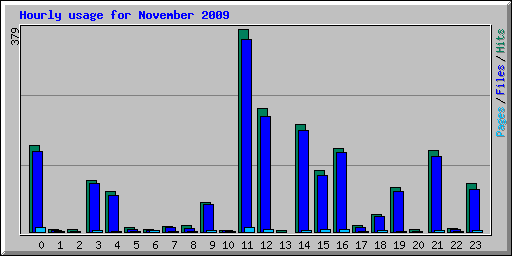 Hourly usage for November 2009
379
Pages / Files / Hits
0 1 2 3 4 5 6 7 8 9 10 11 12 13 14 15 16 17 18 19 20 21 22 23